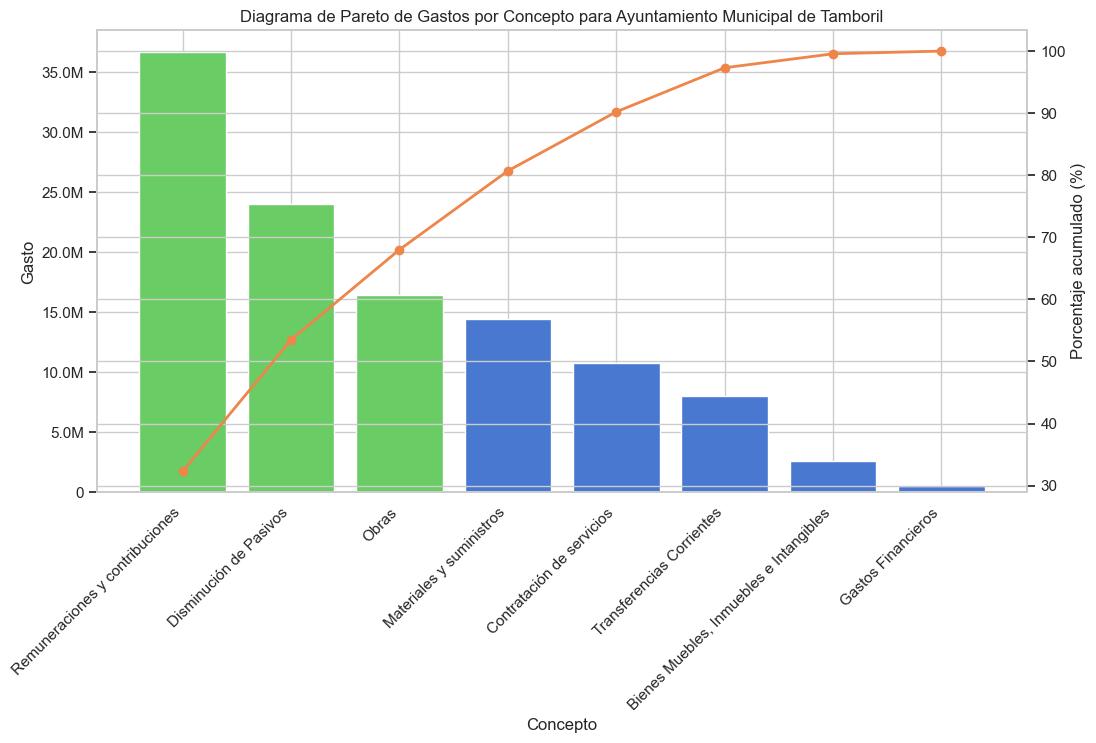 Diagrama de Pareto de Gastos por Concepto para Ayuntamiento Municipal de Tamboril
Gasto
35.0M
30.0M
25.0M
20.0M
15.0M
10.0M
5.0M
0
100
90
80
70
60
50
40
30
Porcentaje acumulado (%)
Remuneraciones y contribuciones
Disminución de Pasivos
Obras
Materiales y suministros
Contratación de servicios
Transferencias Corrientes
Bienes Muebles, Inmuebles e Intangibles
Gastos Financieros
Concepto